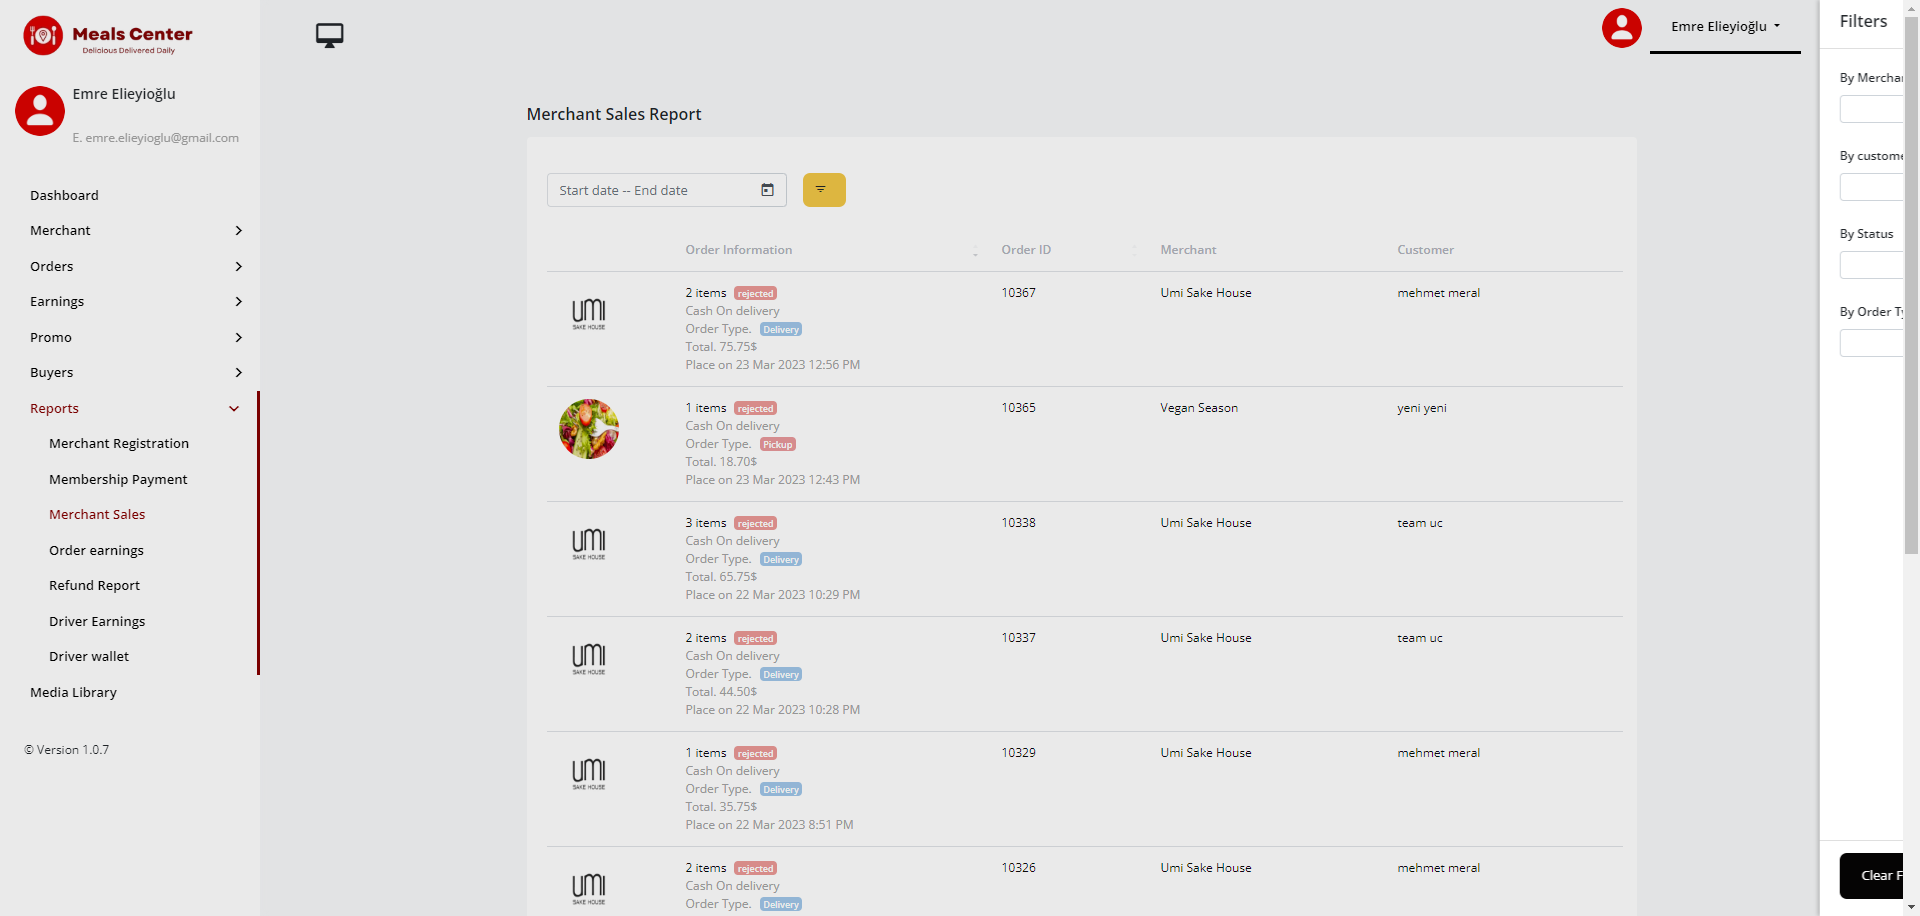 Meals Center
Delicious Delivered Daily
Emre Elieyioğlu
E. emre.elieyioglu@gmail.com
Dashboard
Merchant
Orders
Earnings
Promo
Buyers
Reports
Merchant Registration
Membership Payment
Merchant Sales
Order earnings
Refund Report
Driver Earnings
Driver wallet
Media Library
© Version 1.0.7
Emre Elieyioğlu
Merchant Sales Report
Start date -- End date
Order Information Order ID Merchant Customer
UMI SAKE HOUSE
2 items rejected 10367 Umi Sake House mehmet meral
Cash On delivery
Order Type. Delivery
Total. 75.75$
Place on 23 Mar 2023 12:56 PM
1 items rejected 10365 Vegan Season yeni yeni
Cash On delivery
Order Type. Pickup
Total. 18.70$
Place on 23 Mar 2023 12:43 PM
UMI SAKE HOUSE
3 items rejected 10338 Umi Sake House team uc
Cash On delivery
Order Type. Delivery
Total. 65.75$
Place on 22 Mar 2023 10:29 PM
UMI SAKE HOUSE
2 items rejected 10337 Umi Sake House team uc
Cash On delivery
Order Type. Delivery
Total. 44.50$
Place on 22 Mar 2023 10:28 PM
UMI SAKE HOUSE
1 items rejected 10329 Umi Sake House mehmet meral
Cash On delivery
Order Type. Delivery
Total. 35.75$
Place on 22 Mar 2023 8:51 PM
UMI SAKE HOUSE
2 items rejected 10326 Umi Sake House mehmet meral
Cash On delivery
Order Type. Delivery
Filters
By Mercha
By custome
By Status
By Order Ty
Clear F